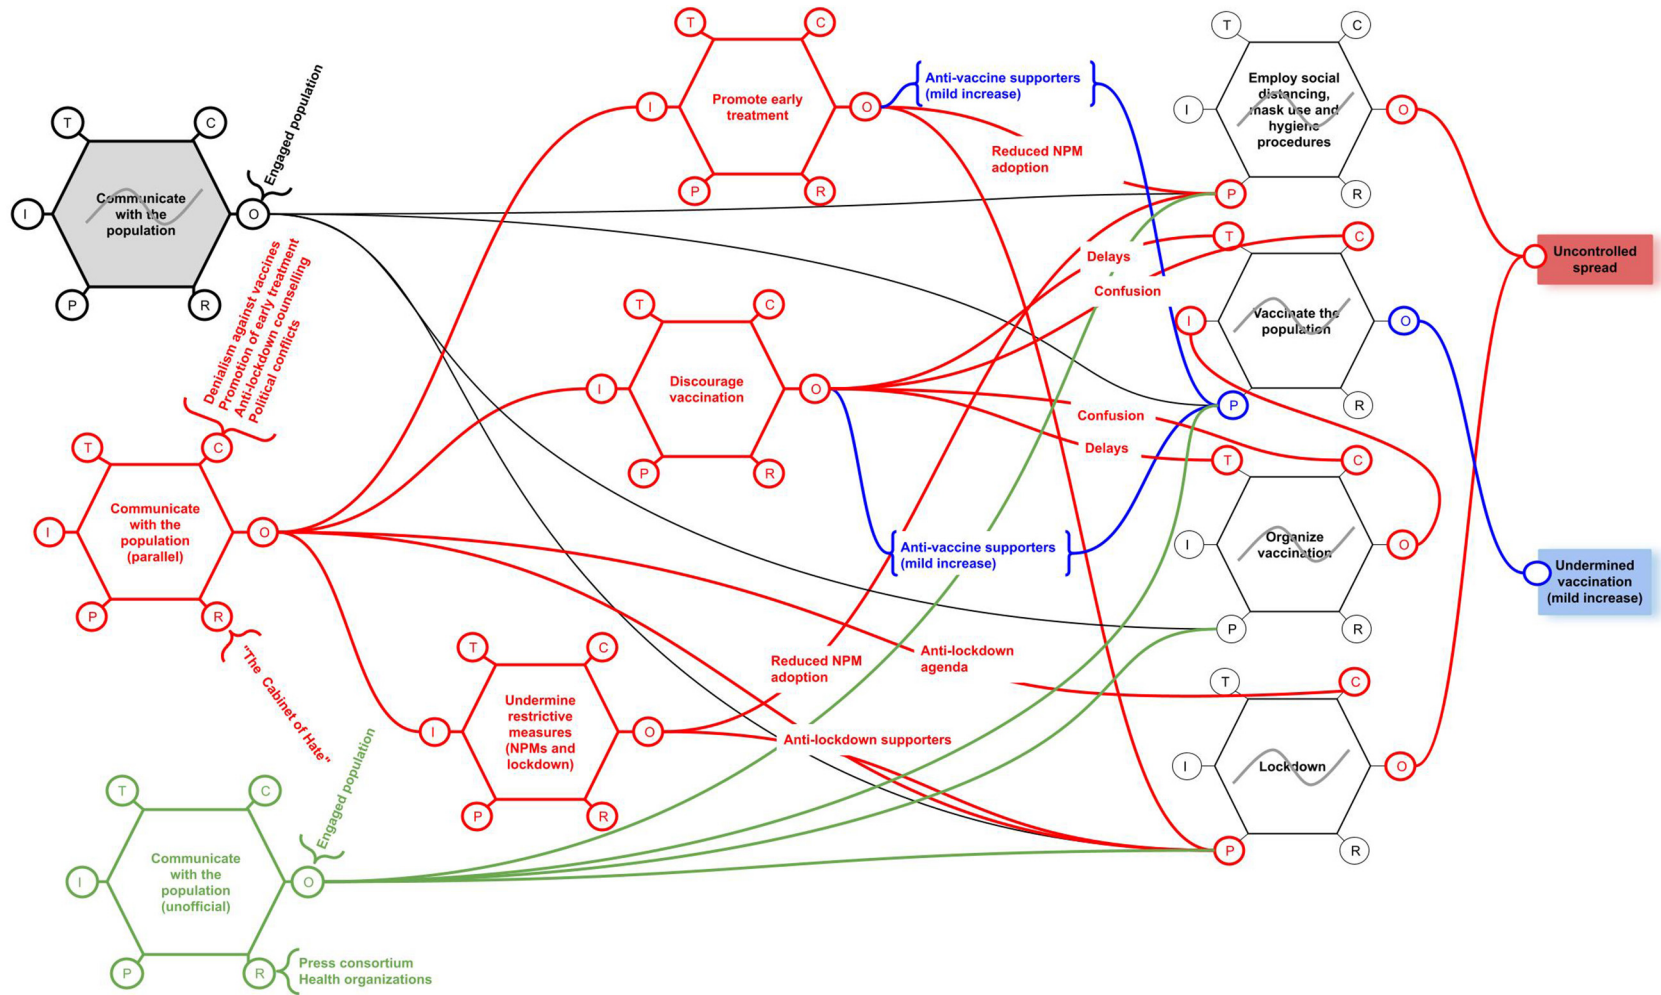 T
C
I
O
P
R
Communicate
with the
population
Engaged population
Denialism against vaccines
Promotion of early treatment
Anti-lockdown counselling
Political conflicts
T
C
I
O
P
R
Communicate
with the
population
(parallel)
"The Cabinet of Hate"
T
C
I
O
P
R
Communicate
with the
population
(unofficial)
Engaged population
Press consortium
Health organizations
T
C
I
O
P
R
Promote early
treatment
Anti-vaccine supporters
(mild increase)
Reduced NPM
adoption
T
C
I
O
P
R
Discourage
vaccination
Delays
Confusion
Confusion
Delays
Anti-vaccine supporters
(mild increase)
T
C
I
O
P
R
Undermine
restrictive
measures
(NPMs and
lockdown)
Reduced NPM
adoption
Anti-lockdown
agenda
Anti-lockdown supporters
T
C
I
O
P
R
Employ social
distancing,
mask use and
hygiene
procedures
T
C
I
O
P
R
Vaccinate the
population
T
C
I
O
P
R
Organize
vaccination
T
C
I
O
P
R
Lockdown
Uncontrolled
spread
Undermined
vaccination
(mild increase)